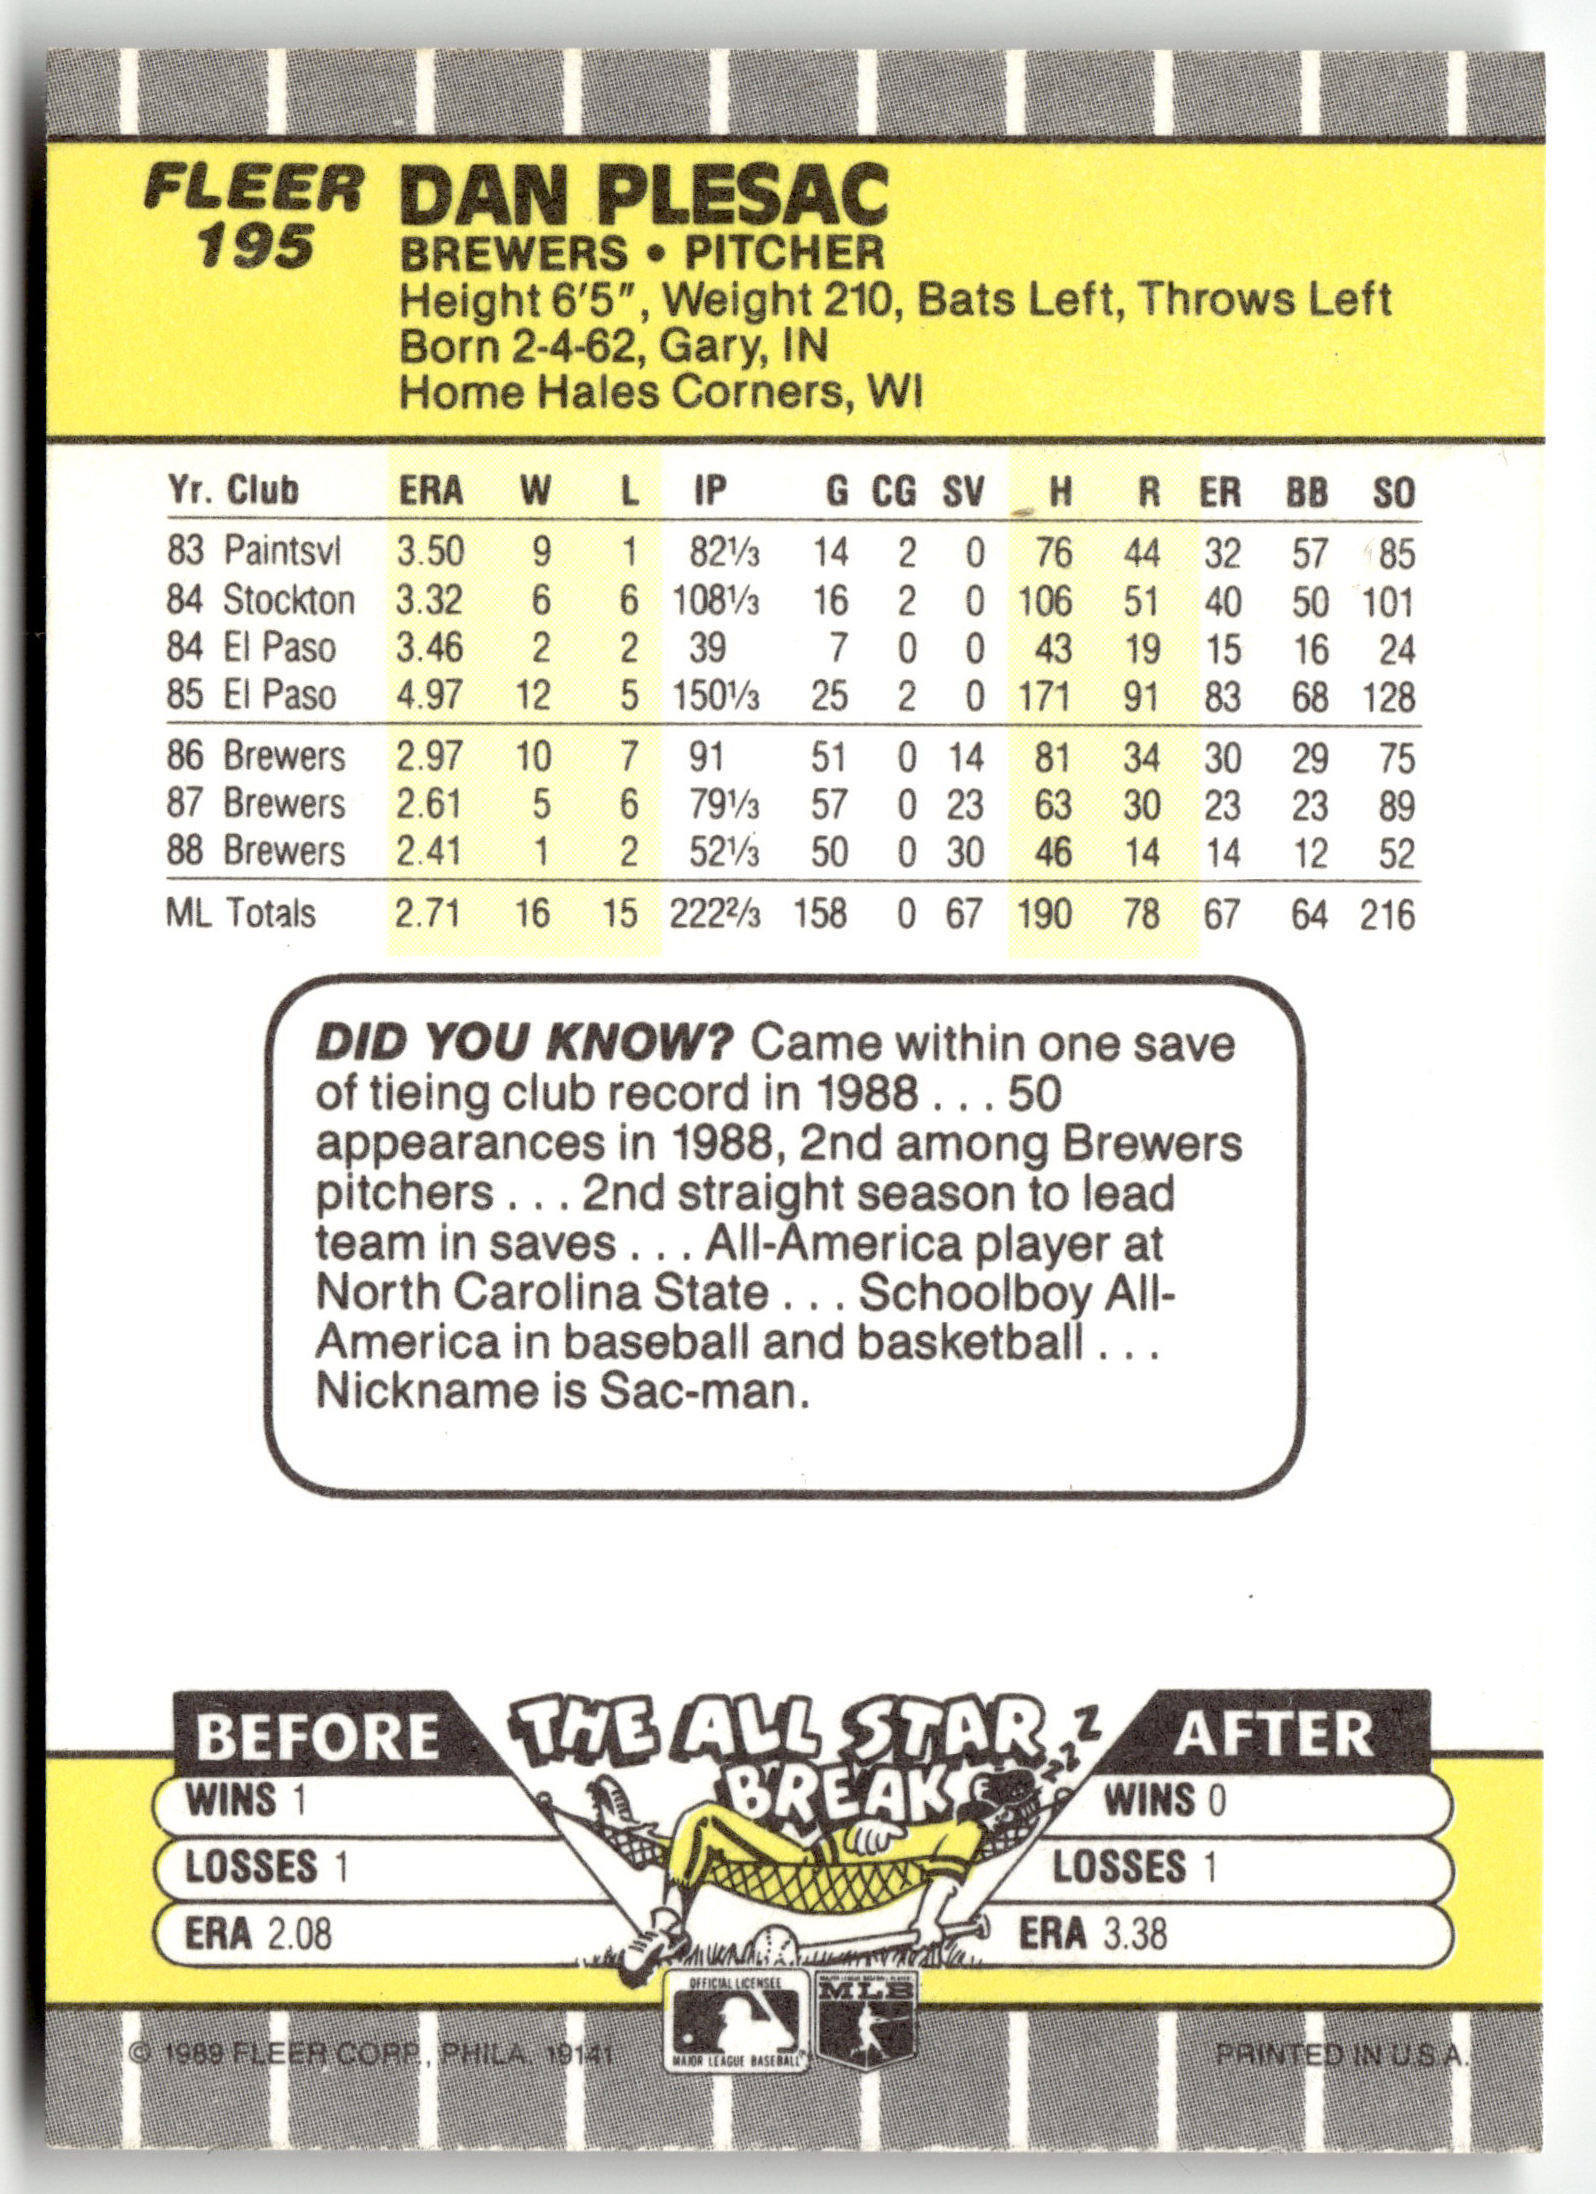 FLEER
195
DAN PLESAC
BREWERS • PITCHER
Height 6'5", Weight 210, Bats Left, Throws Left
Born 2-4-62, Gary, IN
Home Hales Corners, WI
Yr. Club ERA W L IP G CG SV H R ER BB SO
83 Paintsvl 3.50 9 1 82⅓ 14 2 0 76 44 32 57 85
84 Stockton 3.32 6 6 108⅓ 16 2 0 106 51 40 50 101
84 El Paso 3.46 2 2 39 7 0 0 43 19 15 16 24
85 El Paso 4.97 12 5 150⅓ 25 2 0 171 91 83 68 128
86 Brewers 2.97 10 7 91 51 0 14 81 34 30 29 75
87 Brewers 2.61 5 6 79⅓ 57 0 23 63 30 23 23 89
88 Brewers 2.41 1 2 52⅓ 50 0 30 46 14 14 12 52
ML Totals 2.71 16 15 222⅔ 158 0 67 190 78 67 64 216
DID YOU KNOW? Came within one save
of tieing club record in 1988 . . . 50
appearances in 1988, 2nd among Brewers
pitchers . . . 2nd straight season to lead
team in saves . . . All-America player at
North Carolina State . . . Schoolboy All-
America in baseball and basketball . . .
Nickname is Sac-man.
THE ALL STAR
BREAK
ZZZZ
BEFORE
WINS 1
LOSSES 1
ERA 2.08
AFTER
WINS 0
LOSSES 1
ERA 3.38
OFFICIAL LICENSEE
MAJOR LEAGUE BASEBALL
MAJOR LEAGUE BASEBALL PLAYERS
MLB
© 1989 FLEER CORP., PHILA. 19141
PRINTED IN U.S.A.